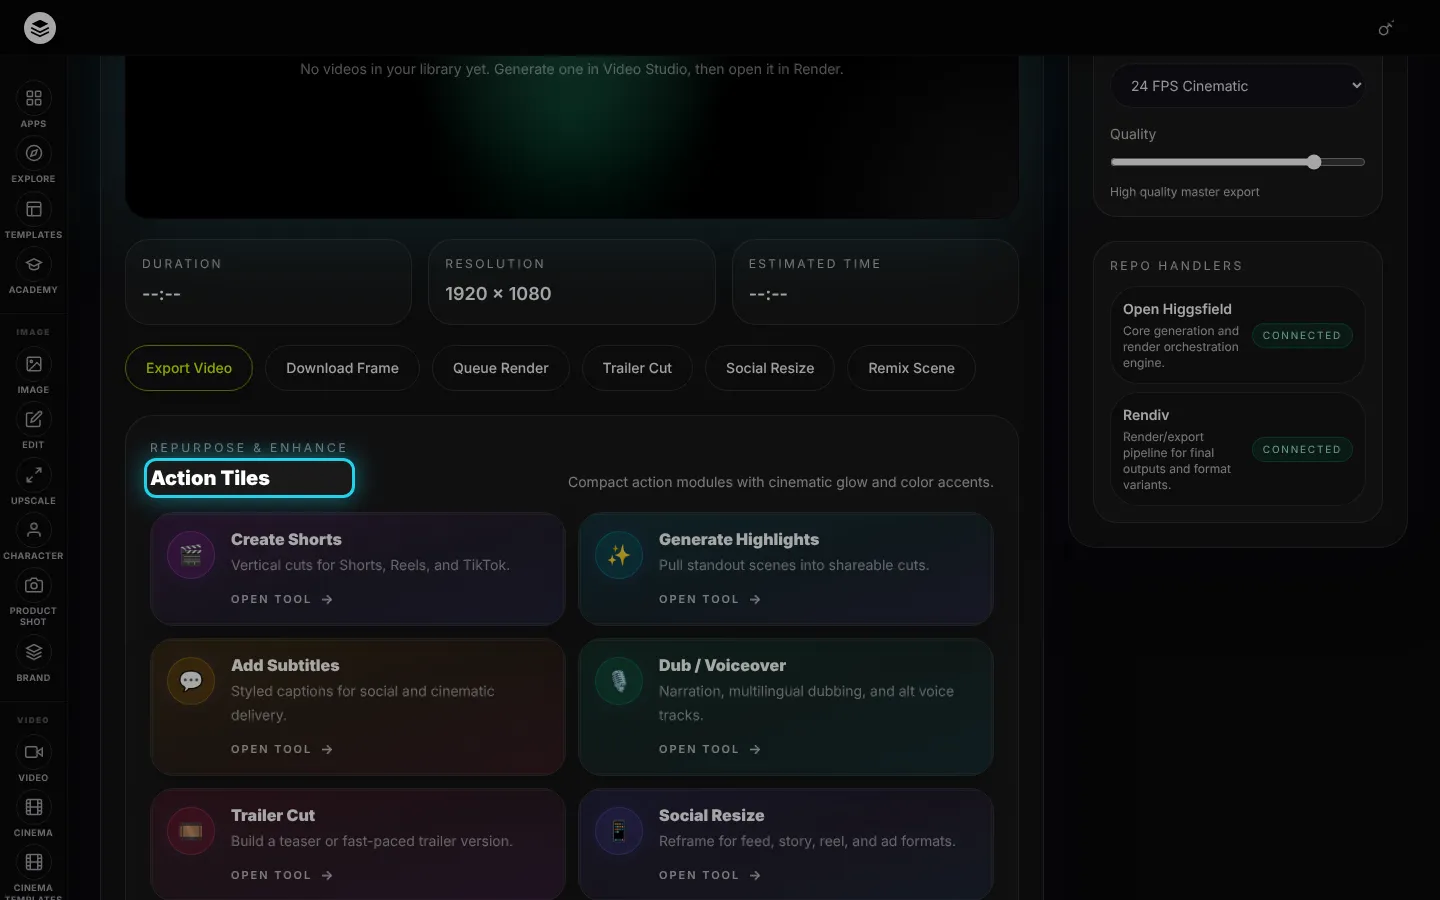 APPS
EXPLORE
TEMPLATES
ACADEMY
IMAGE
IMAGE
EDIT
UPSCALE
CHARACTER
PRODUCT
SHOT
BRAND
VIDEO
VIDEO
CINEMA
CINEMA
TEMPLATES
No videos in your library yet. Generate one in Video Studio, then open it in Render.
DURATION
--:--
RESOLUTION
1920 × 1080
ESTIMATED TIME
--:--
Export Video
Download Frame
Queue Render
Trailer Cut
Social Resize
Remix Scene
REPURPOSE & ENHANCE
Action Tiles
Compact action modules with cinematic glow and color accents.
Create Shorts
Vertical cuts for Shorts, Reels, and TikTok.
OPEN TOOL →
Generate Highlights
Pull standout scenes into shareable cuts.
OPEN TOOL →
Add Subtitles
Styled captions for social and cinematic
delivery.
OPEN TOOL →
Dub / Voiceover
Narration, multilingual dubbing, and alt voice
tracks.
OPEN TOOL →
Trailer Cut
Build a teaser or fast-paced trailer version.
OPEN TOOL →
Social Resize
Reframe for feed, story, reel, and ad formats.
OPEN TOOL →
24 FPS Cinematic
Quality
High quality master export
REPO HANDLERS
Open Higgsfield
Core generation and
render orchestration
engine.
CONNECTED
Rendiv
Render/export
pipeline for final
outputs and format
variants.
CONNECTED